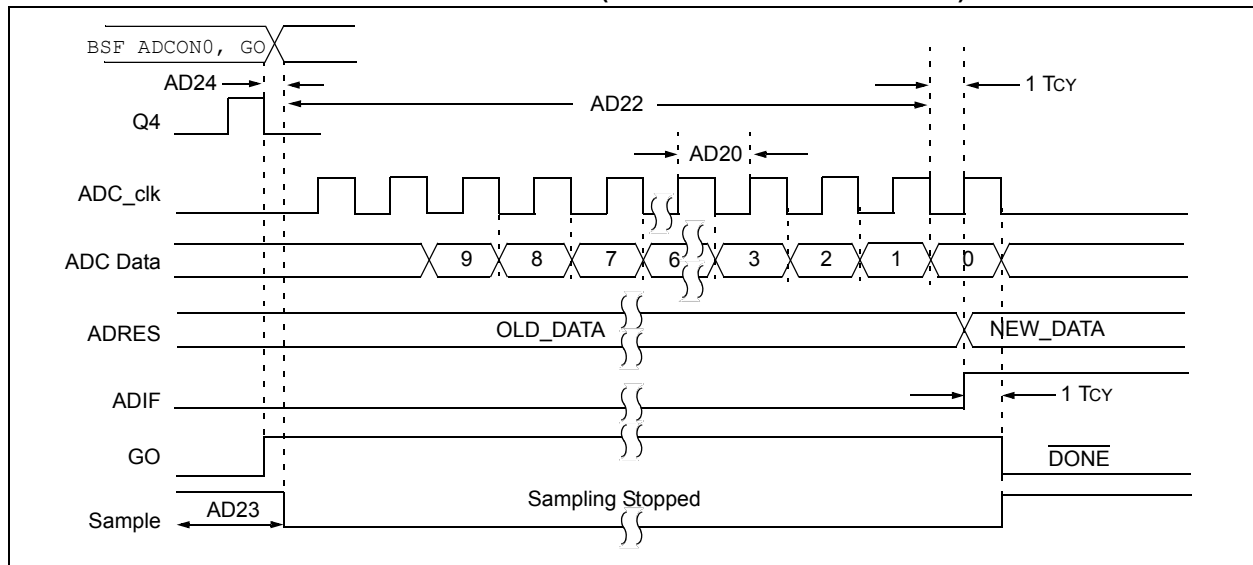 BSF ADCON0, GO
AD24
1 TCY
AD22
Q4
AD20
ADC_clk
ADC Data 9 8 7 6 3 2 1 0
ADRES OLD_DATA NEW_DATA
ADIF 1 TCY
GO DONE
Sample AD23 Sampling Stopped